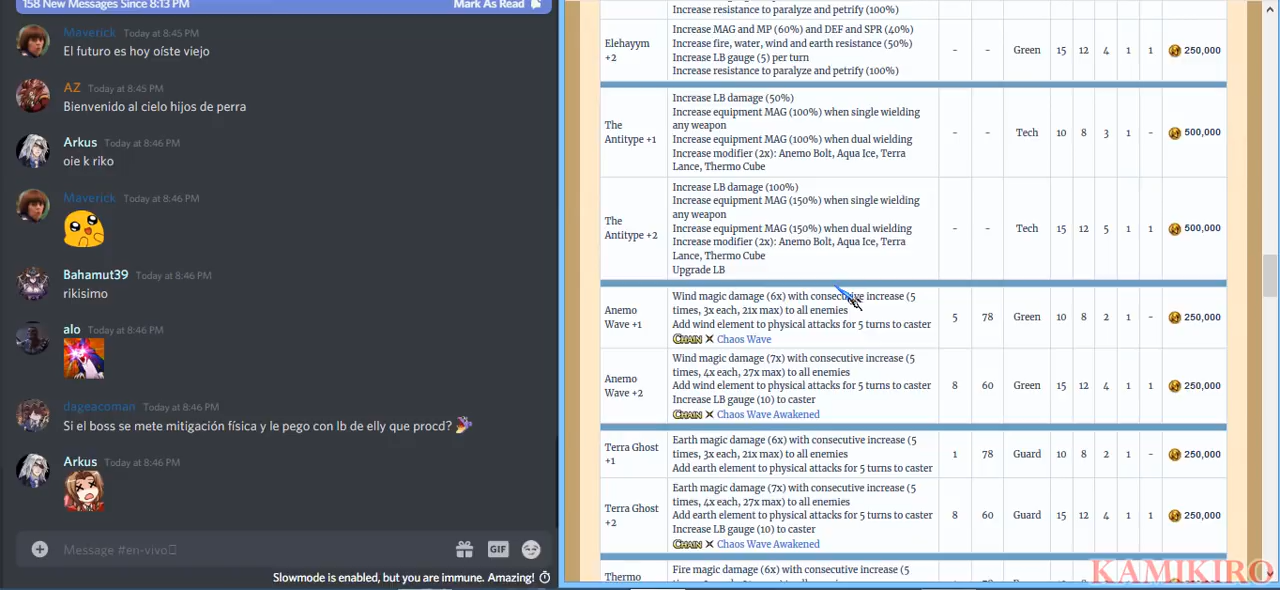 158 New Messages Since 8:13 PM
Mark As Read
Maverick Today at 8:45 PM
El futuro es hoy oíste viejo
AZ Today at 8:45 PM
Bienvenido al cielo hijos de perra
Arkus Today at 8:46 PM
oie k riko
Maverick Today at 8:46 PM
Bahamut39 Today at 8:46 PM
rikisimo
alo Today at 8:46 PM
dageacoman Today at 8:46 PM
Si el boss se mete mitigación física y le pego con lb de elly que procd?
Arkus Today at 8:46 PM
Message #en-vivo
GIF
Slowmode is enabled, but you are immune. Amazing!
Increase resistance to paralyze and petrify (100%)
Elehayym
+2
Increase MAG and MP (60%) and DEF and SPR (40%)
Increase fire, water, wind and earth resistance (50%)
Increase LB gauge (5) per turn
Increase resistance to paralyze and petrify (100%)
- - Green 15 12 4 1 1 250,000
The
Antitype +1
Increase LB damage (50%)
Increase equipment MAG (100%) when single wielding
any weapon
Increase equipment MAG (100%) when dual wielding
Increase modifier (2x): Anemo Bolt, Aqua Ice, Terra
Lance, Thermo Cube
- - Tech 10 8 3 1 - 500,000
The
Antitype +2
Increase LB damage (100%)
Increase equipment MAG (150%) when single wielding
any weapon
Increase equipment MAG (150%) when dual wielding
Increase modifier (2x): Anemo Bolt, Aqua Ice, Terra
Lance, Thermo Cube
Upgrade LB
- - Tech 15 12 5 1 1 500,000
Anemo
Wave +1
Wind magic damage (6x) with consecutive increase (5
times, 3x each, 21x max) to all enemies
Add wind element to physical attacks for 5 turns to caster
CHAIN Chaos Wave
5 78 Green 10 8 2 1 - 250,000
Anemo
Wave +2
Wind magic damage (7x) with consecutive increase (5
times, 4x each, 27x max) to all enemies
Add wind element to physical attacks for 5 turns to caster
Increase LB gauge (10) to caster
CHAIN Chaos Wave Awakened
8 60 Green 15 12 4 1 1 250,000
Terra Ghost
+1
Earth magic damage (6x) with consecutive increase (5
times, 3x each, 21x max) to all enemies
Add earth element to physical attacks for 5 turns to caster
1 78 Guard 10 8 2 1 - 250,000
Terra Ghost
+2
Earth magic damage (7x) with consecutive increase (5
times, 4x each, 27x max) to all enemies
Add earth element to physical attacks for 5 turns to caster
Increase LB gauge (10) to caster
CHAIN Chaos Wave Awakened
8 60 Guard 15 12 4 1 1 250,000
Thermo
Fire magic damage (6x) with consecutive increase (5
KAMIKIRO